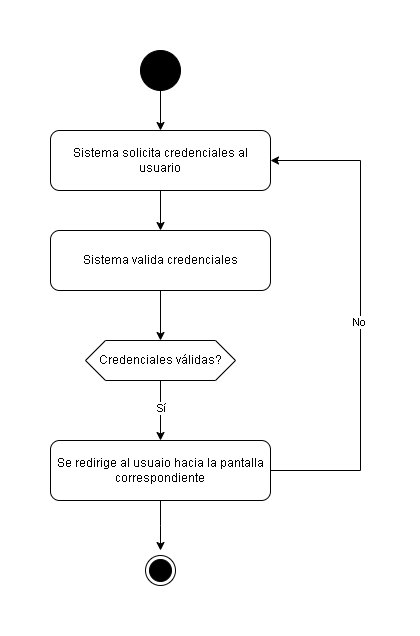 Sistema solicita credenciales al
usuario
Sistema valida credenciales
No
Credenciales válidas?
Sí
Se redirige al usuaio hacia la pantalla
correspondiente